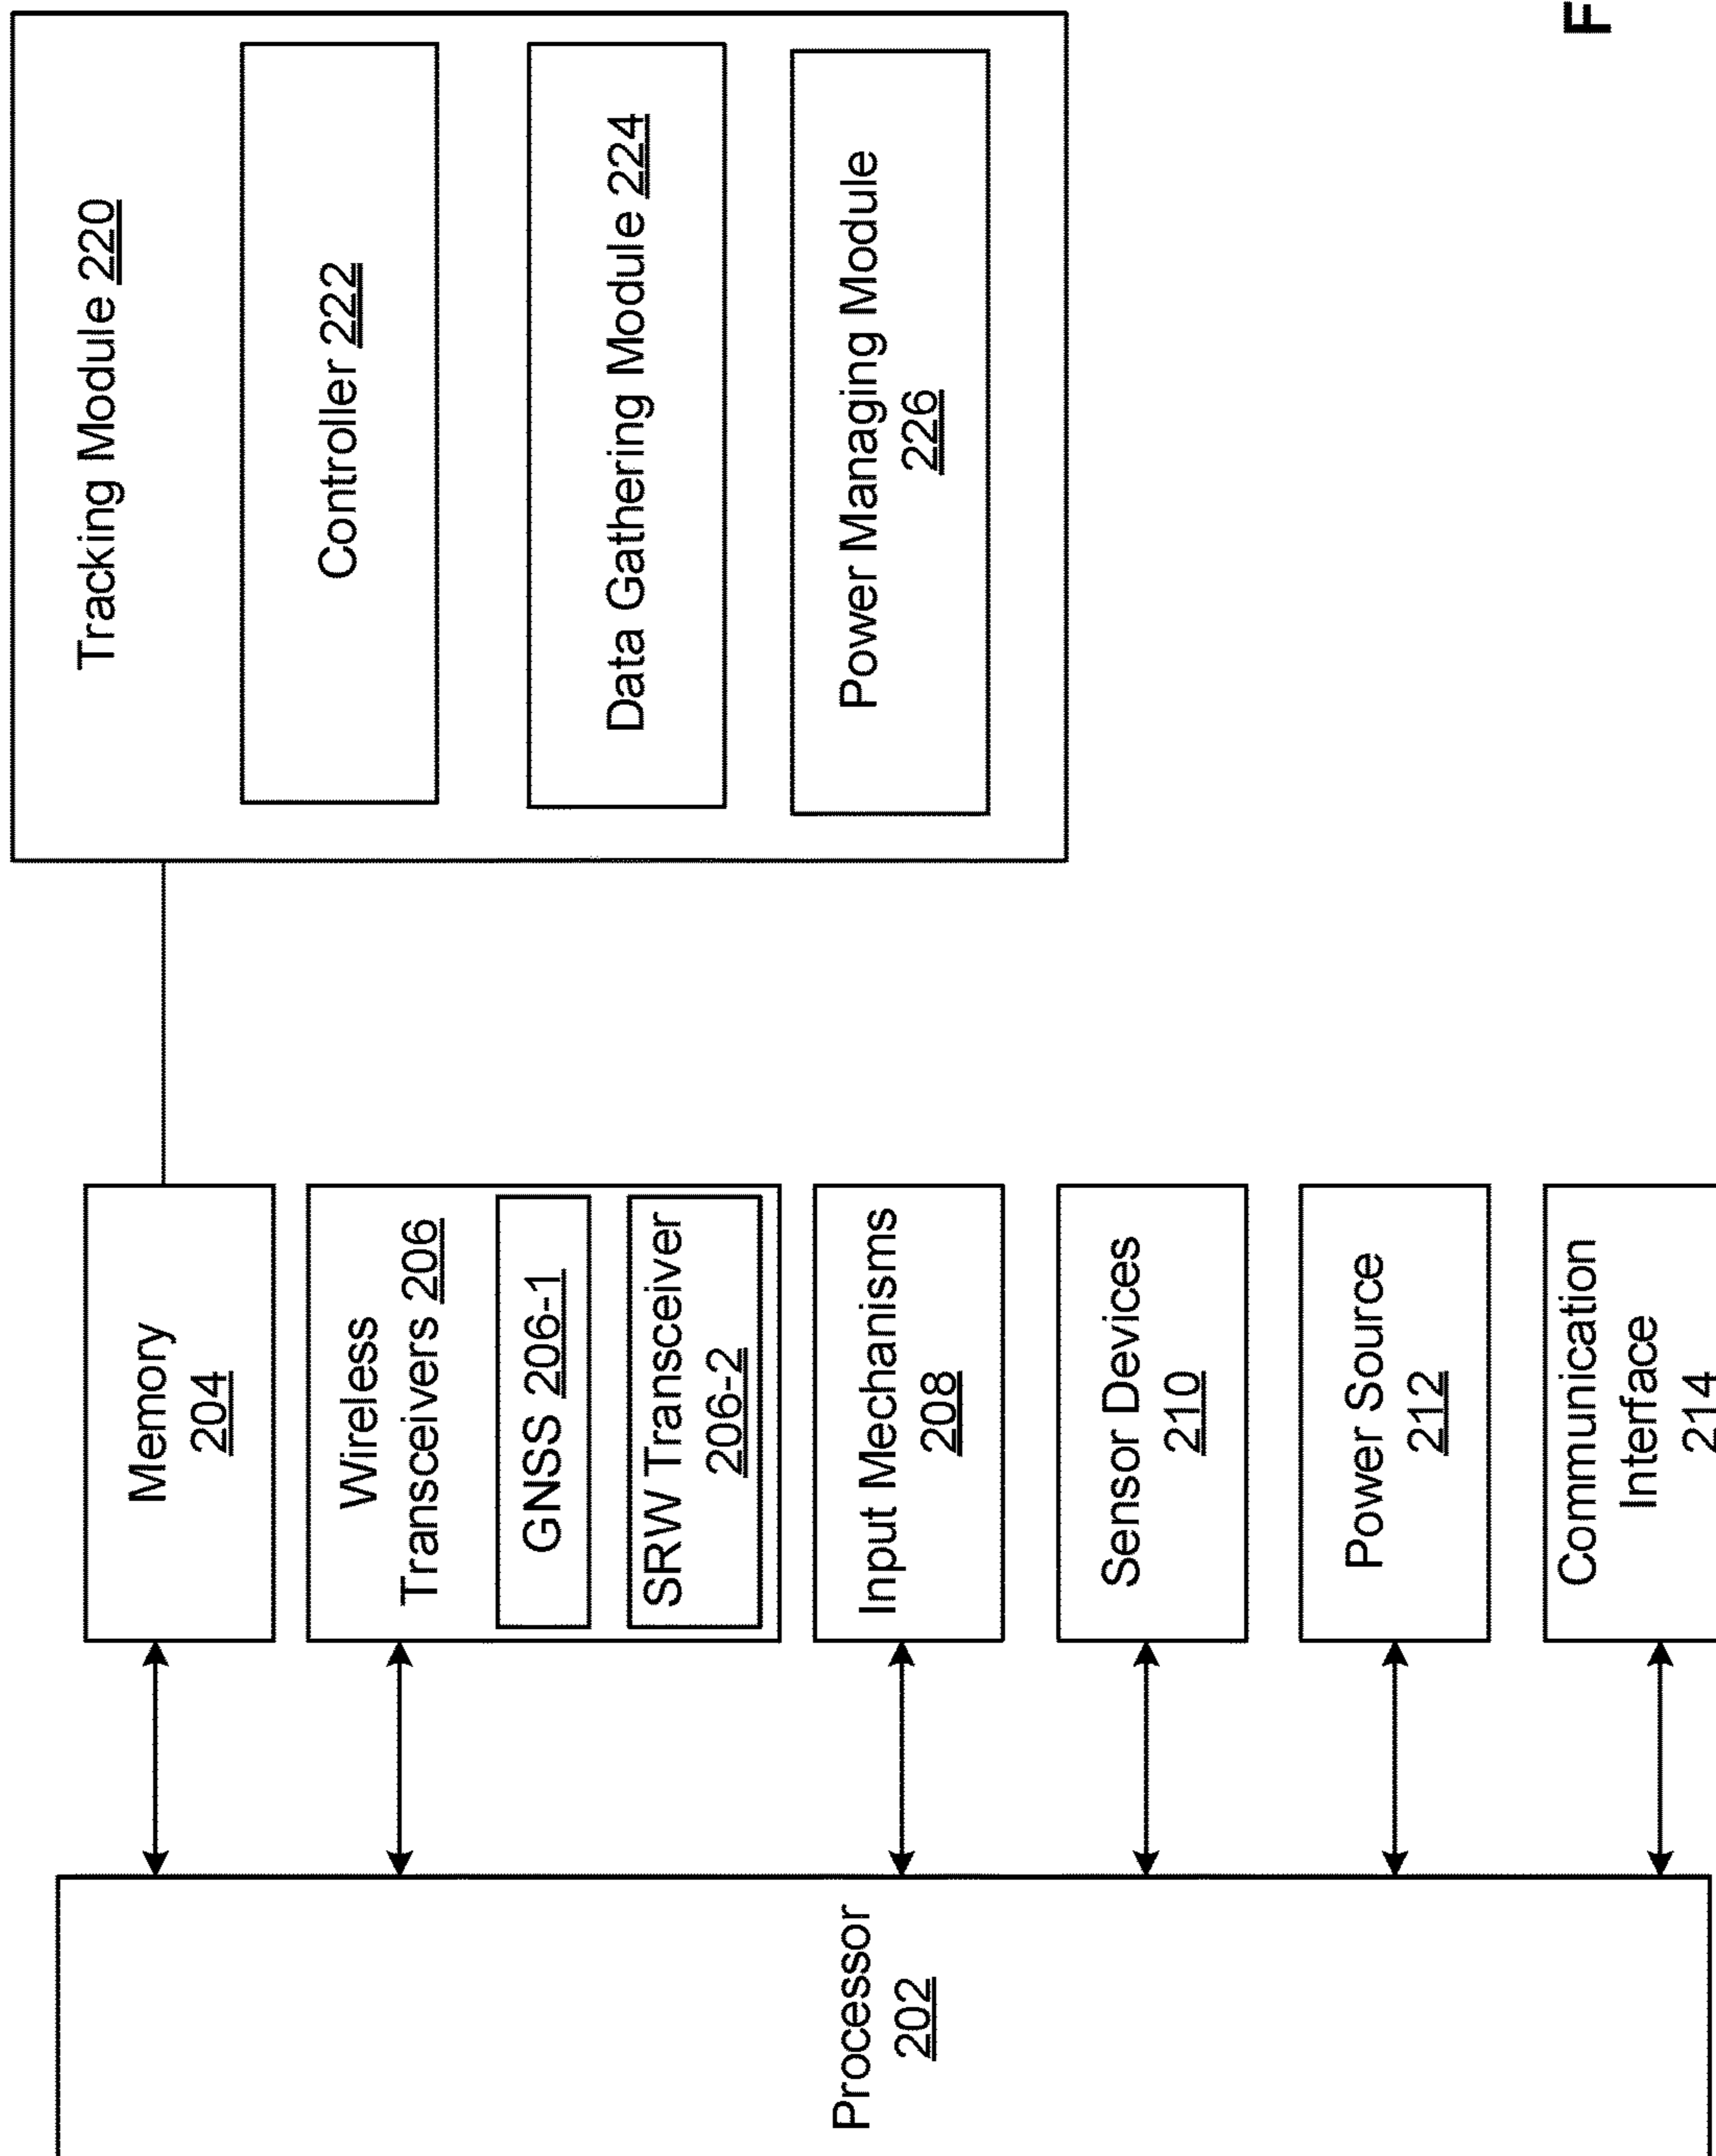 Processor
202
Memory
204
Wireless
Transceivers 206
GNSS 206-1
SRW Transceiver
206-2
Input Mechanisms
208
Sensor Devices
210
Power Source
212
Communication
Interface
214
Tracking Module 220
Controller 222
Data Gathering Module 224
Power Managing Module
226
F